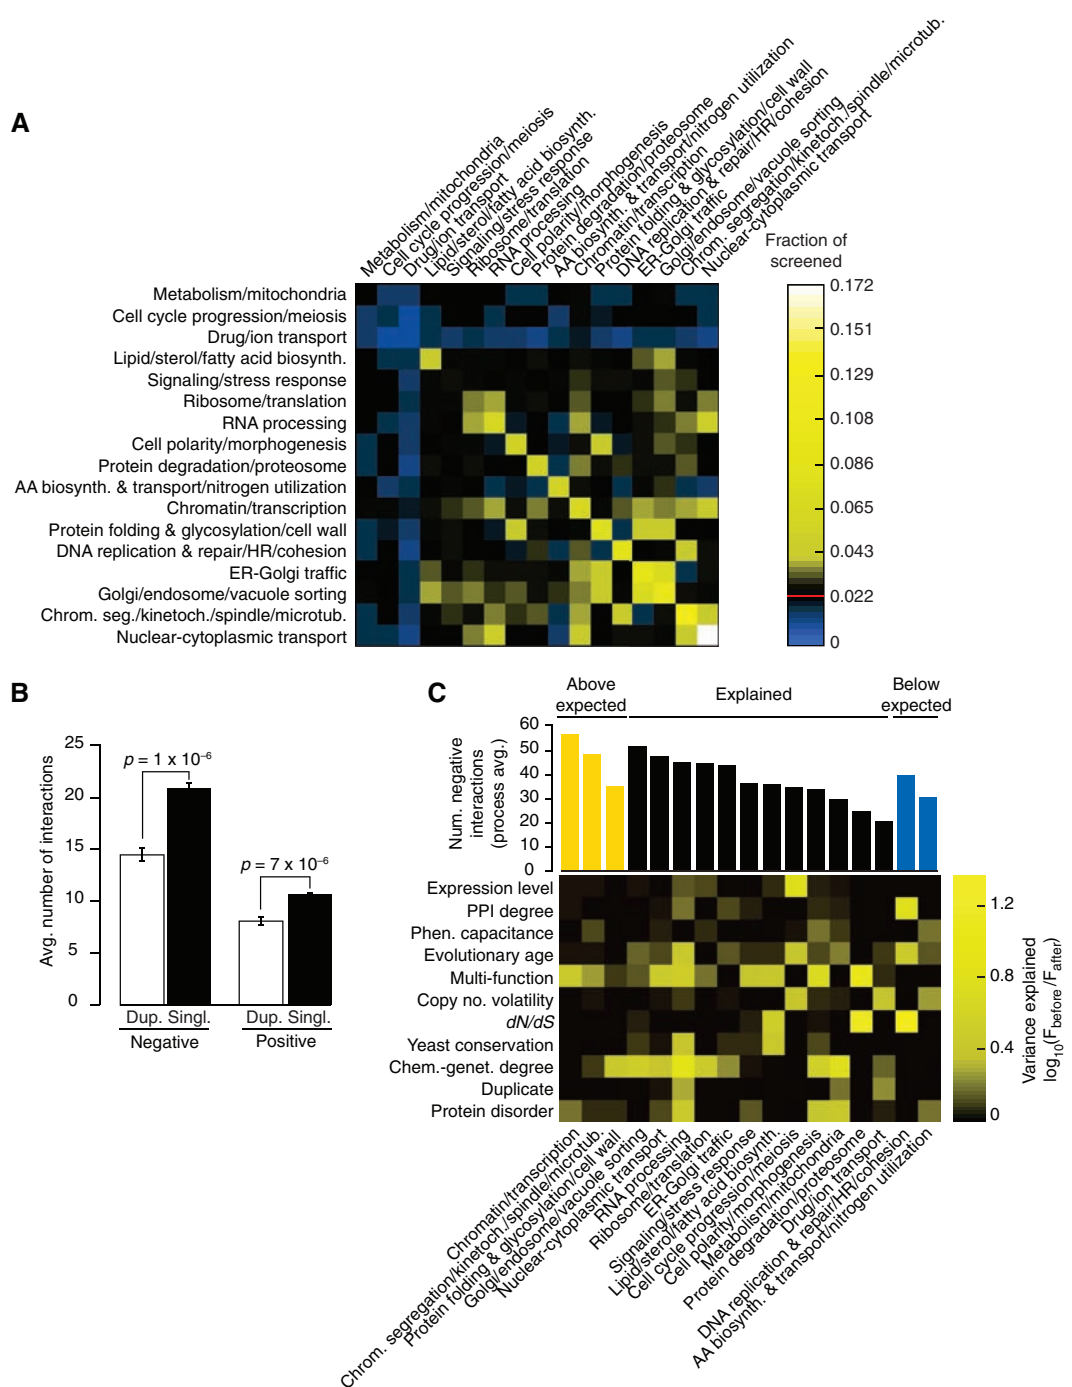 A
Metabolism/mitochondria
Cell cycle progression/meiosis
Drug/ion transport
Lipid/sterol/fatty acid biosynth.
Signaling/stress response
Ribosome/translation
RNA processing
Cell polarity/morphogenesis
Protein degradation/proteosome
AA biosynth. & transport/nitrogen utilization
Chromatin/transcription
Protein folding & glycosylation/cell wall
DNA replication & repair/HR/cohesion
ER-Golgi traffic
Golgi/endosome/vacuole sorting
Chrom. segregation/kinetoch./spindle/microtub.
Nuclear-cytoplasmic transport
Fraction of
screened
0.172
0.151
0.129
0.108
0.086
0.065
0.043
0.022
0
Metabolism/mitochondria
Cell cycle progression/meiosis
Drug/ion transport
Lipid/sterol/fatty acid biosynth.
Signaling/stress response
Ribosome/translation
RNA processing
Cell polarity/morphogenesis
Protein degradation/proteosome
AA biosynth. & transport/nitrogen utilization
Chromatin/transcription
Protein folding & glycosylation/cell wall
DNA replication & repair/HR/cohesion
ER-Golgi traffic
Golgi/endosome/vacuole sorting
Chrom. seg./kinetoch./spindle/microtub.
Nuclear-cytoplasmic transport
B
Avg. number of interactions
25
20
15
10
5
0
p = 1 x 10⁻⁶
p = 7 x 10⁻⁶
Dup. Singl.
Dup. Singl.
Negative
Positive
C
Above
expected
Explained
Below
expected
Num. negative
interactions
(process avg.)
60
50
40
30
20
10
0
Expression level
PPI degree
Phen. capacitance
Evolutionary age
Multi-function
Copy no. volatility
dN/dS
Yeast conservation
Chem.-genet. degree
Duplicate
Protein disorder
1.2
0.8
0.4
0
Variance explained
log₁₀(Fbefore/Fafter)
Chromatin/transcription
Chrom. segregation/kinetoch./spindle/microtub.
Protein folding & glycosylation/cell wall
Golgi/endosome/vacuole sorting
Nuclear-cytoplasmic transport
RNA processing
Ribosome/translation
ER-Golgi traffic
Signaling/stress response
Lipid/sterol/fatty acid biosynth.
Cell cycle progression/meiosis
Cell polarity/morphogenesis
Metabolism/mitochondria
Protein degradation/proteosome
Drug/ion transport
DNA replication & repair/HR/cohesion
AA biosynth. & transport/nitrogen utilization